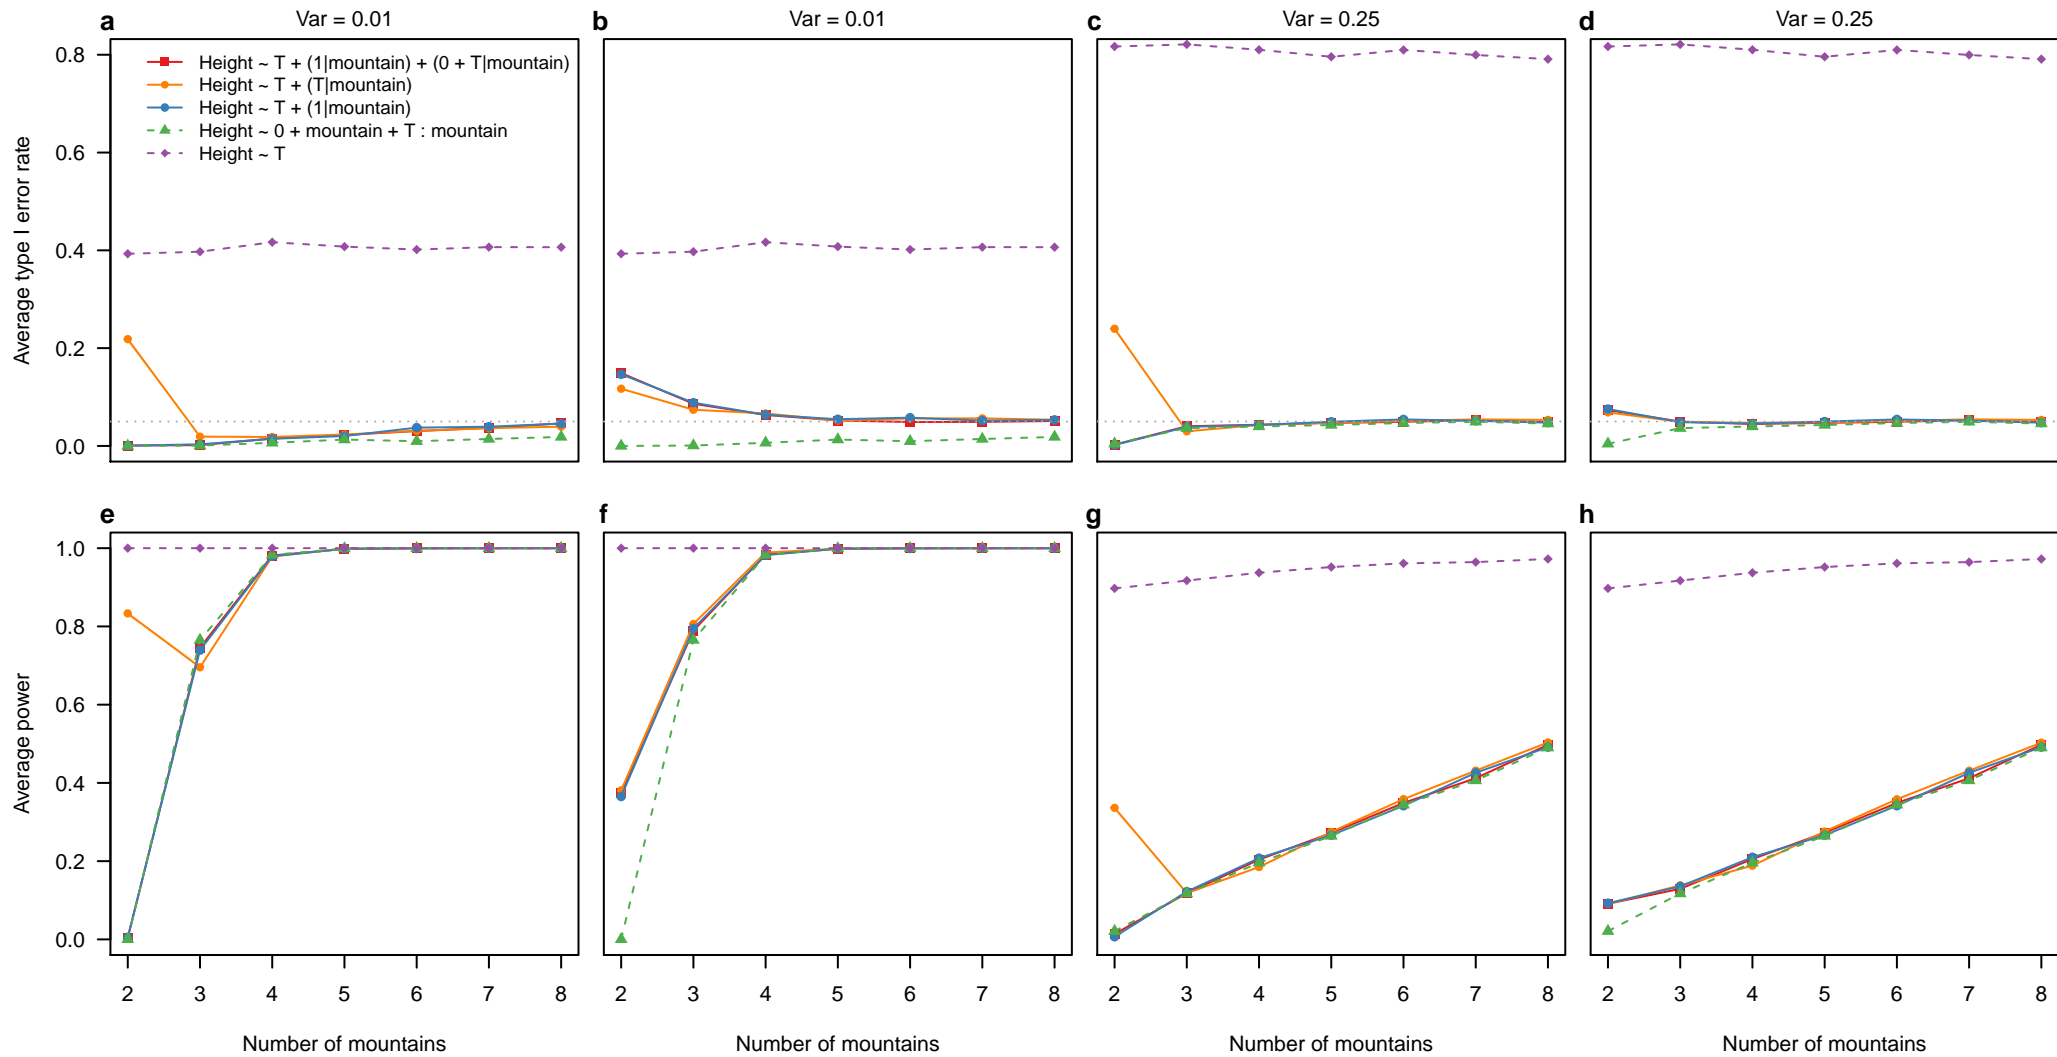 a Var = 0.01 b Var = 0.01 c Var = 0.25 d Var = 0.25
Average type I error rate
0.8
0.6
0.4
0.2
0.0
Height ~ T + (1|mountain) + (0 + T|mountain)
Height ~ T + (T|mountain)
Height ~ T + (1|mountain)
Height ~ 0 + mountain + T : mountain
Height ~ T
e f g h
Average power
1.0
0.8
0.6
0.4
0.2
0.0
2 3 4 5 6 7 8 2 3 4 5 6 7 8 2 3 4 5 6 7 8 2 3 4 5 6 7 8
Number of mountains Number of mountains Number of mountains Number of mountains